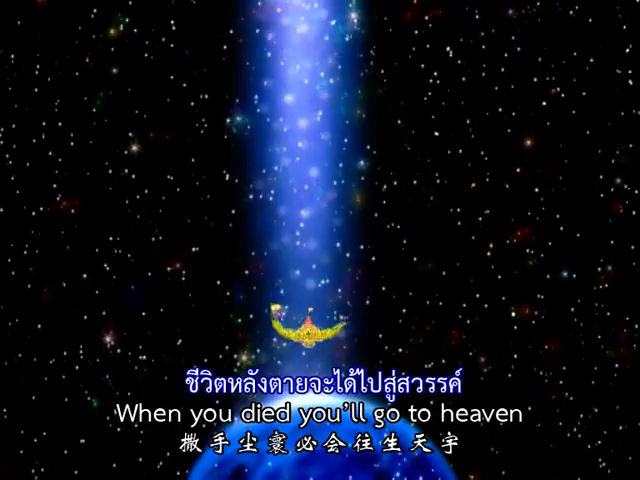 ชีวิตหลังตายจะได้ไปสู่สวรรค์
When you died you'll go to heaven
撒手尘寰必会往生天宇